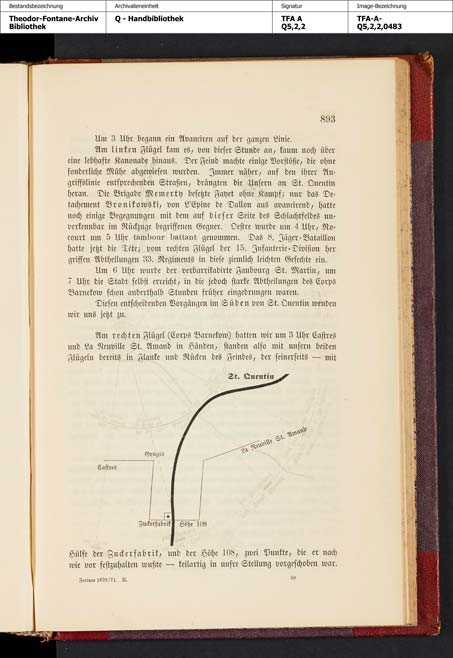 Bestandsbezeichnung
Archivalieneinheit
Signatur
Image-Bezeichnung
Theodor-Fontane-Archiv
Bibliothek
Q - Handbibliothek
TFA A
Q5,2,2
TFA-A-
Q5,2,2,0483
893
Um 3 Uhr begann ein Avanciren auf der ganzen Linie.
Am linken Flügel kam es, von dieser Stunde an, kaum noch über
eine lebhafte Kanonade hinaus. Der Feind machte einige Vorstöße, die ohne
sonderliche Mühe abgewiesen wurden. Immer näher, auf den ihrer An-
griffslinie entsprechenden Straßen, drängten die Unsern an St. Quentin
heran. Die Brigade Memerty besetzte Fayet ohne Kampf; nur das De-
tachement Bronikowski, von L'Epine de Dallon aus avancirend, hatte
noch einige Begegnungen mit dem auf dieser Seite des Schlachtfeldes un-
verkennbar im Rückzuge begriffenen Gegner. Oestre wurde um 4 Uhr, Ro-
court um 5 Uhr tambour battant genommen. Das 8. Jäger-Bataillon
hatte jetzt die Tête; vom rechten Flügel der 15. Infanterie-Division her
griffen Abtheilungen 33. Regiments in diese ziemlich leichten Gefechte ein.
Um 6 Uhr wurde der verbarrikadirte Faubourg St. Martin, um
7 Uhr die Stadt selbst erreicht, in die jedoch starke Abtheilungen des Corps
Barnekow schon anderthalb Stunden früher eingedrungen waren.
Diesen entscheidenden Vorgängen im Süden von St. Quentin wenden
wir uns jetzt zu.
Am rechten Flügel (Corps Barnekow) hatten wir um 3 Uhr Castres
und La Neuville St. Amand in Händen, standen also mit unsern beiden
Flügeln bereits in Flanke und Rücken des Feindes, der seinerseits — mit
St. Quentin
La Neuville St. Amand
Grugis
Castres
Zuckerfabrik
Höhe 108
Hülfe der Zuckerfabrik, und der Höhe 108, zwei Punkte, die er nach
wie vor festzuhalten wußte — keilartig in unsre Stellung vorgeschoben war.
Fontane 1870/71. II.
58